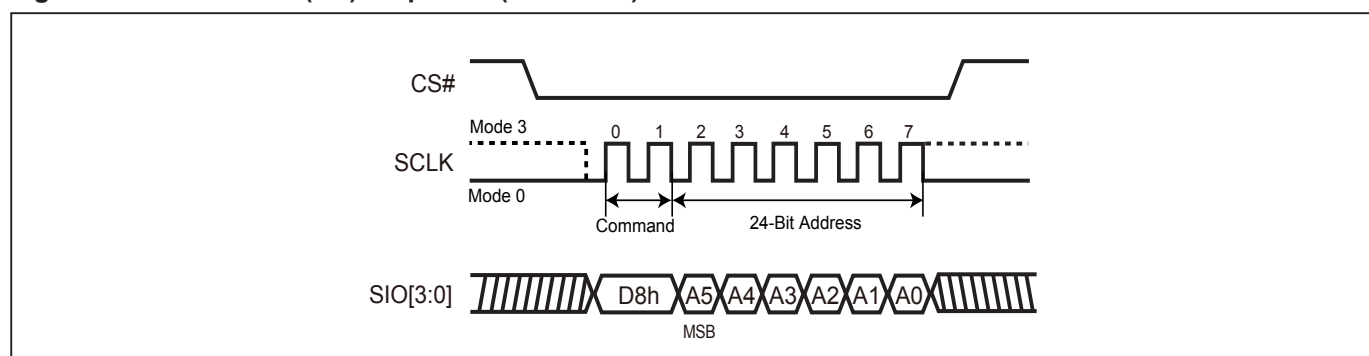 CS#
Mode 3
0 1 2 3 4 5 6 7
SCLK
Mode 0
Command 24-Bit Address
SIO[3:0] D8h A5 A4 A3 A2 A1 A0
MSB